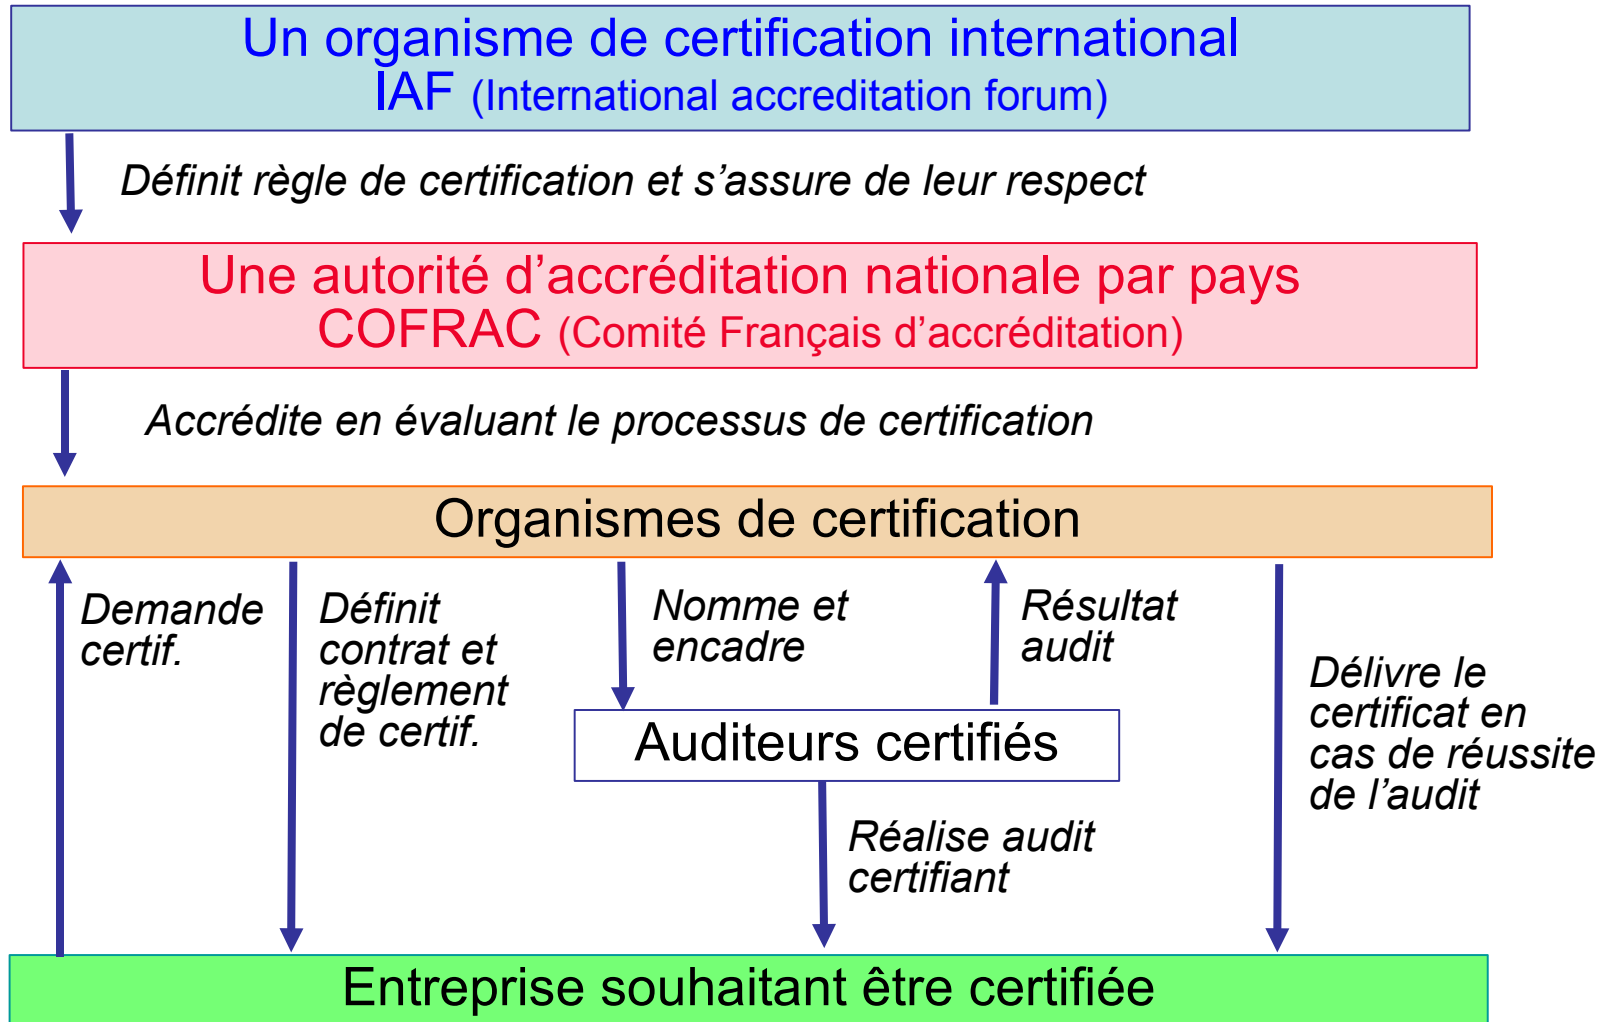 Un organisme de certification international
IAF (International accreditation forum)
Définit règle de certification et s’assure de leur respect
Une autorité d’accréditation nationale par pays
COFRAC (Comité Français d’accréditation)
Accrédite en évaluant le processus de certification
Organismes de certification
Demande
certif.
Définit
contrat et
règlement
de certif.
Nomme et
encadre
Résultat
audit
Délivre le
certificat en
cas de réussite
de l’audit
Auditeurs certifiés
Réalise audit
certifiant
Entreprise souhaitant être certifiée